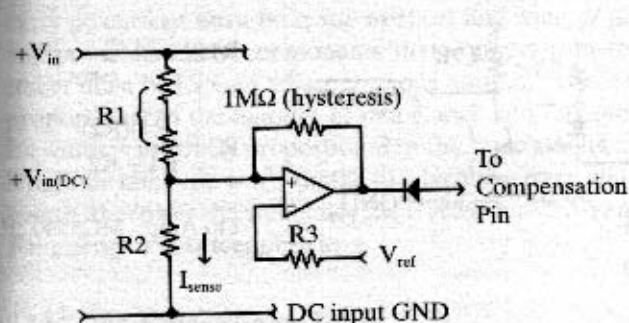 +Vin
R1
1MΩ (hysteresis)
+Vin(DC)
+
−
To
Compensation
Pin
R2
Isense
R3
Vref
DC input GND